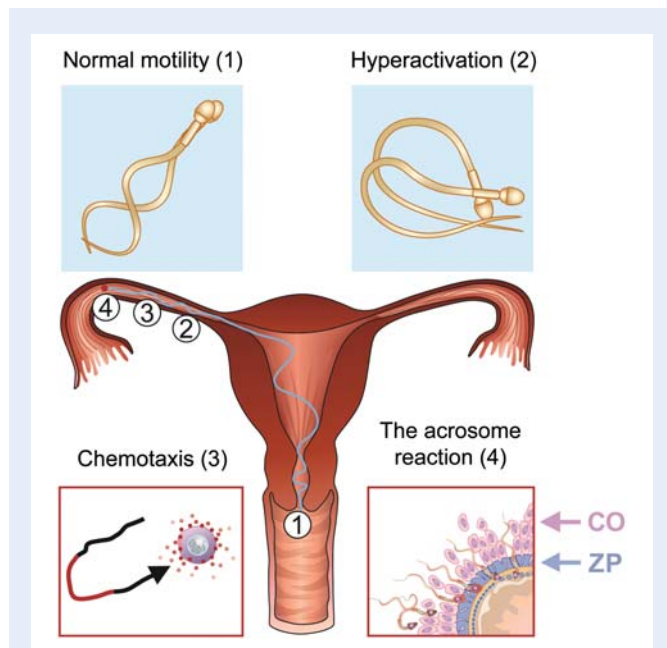 Normal motility (1)
Hyperactivation (2)
4
3
2
Chemotaxis (3)
The acrosome
reaction (4)
1
CO
ZP